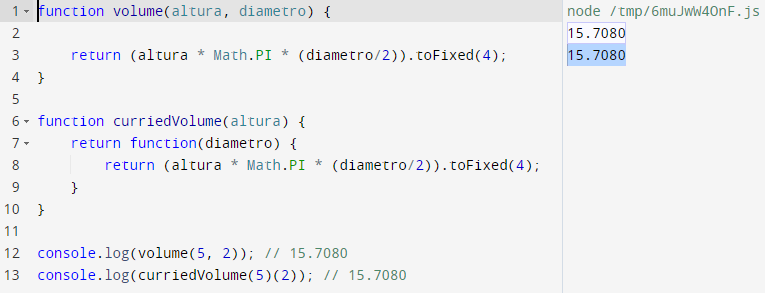 1 function volume(altura, diametro) {
2
3 return (altura * Math.PI * (diametro/2)).toFixed(4);
4 }
5
6 function curriedVolume(altura) {
7 return function(diametro) {
8 return (altura * Math.PI * (diametro/2)).toFixed(4);
9 }
10 }
11
12 console.log(volume(5, 2)); // 15.7080
13 console.log(curriedVolume(5)(2)); // 15.7080
node /tmp/6muJWW4OnF.js
15.7080
15.7080